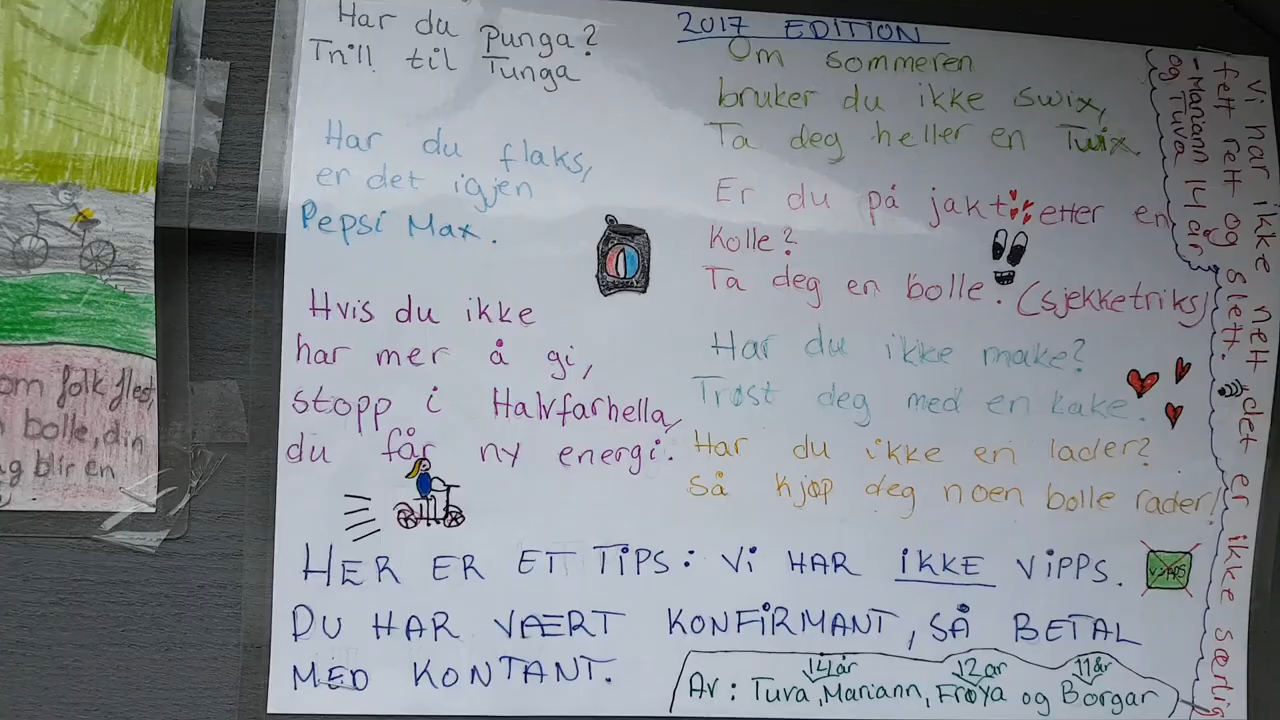 om folk flest,
bolle, din
blir en
Har du Punga?
Trill til Tunga
Har du flaks,
er det igjen
Pepsi Max.
Hvis du ikke
har mer å gi,
stopp i Halvfarhella,
du får ny energi.
2017 EDITION
Om sommeren
bruker du ikke swix,
Ta deg heller en Twix
Er du på jakt etter en
Kolle?
Ta deg en bolle. (sjekketriks)
Har du ikke make?
Trøst deg med en kake.
Har du ikke en lader?
Så kjøp deg noen bolle rader!
HER ER ET TIPS: Vi HAR IKKE VIPPS.
VIPPS
DU HAR VÆRT KONFIRMANT, SÅ BETAL
MED KONTANT.
14 år 12 år 11 år
Av: Tuva, Mariann, Frøya og Borgar
Vi har ikke nett det er ikke særlig
fett rett og slett.
- Mariann 14 år
og Tuva